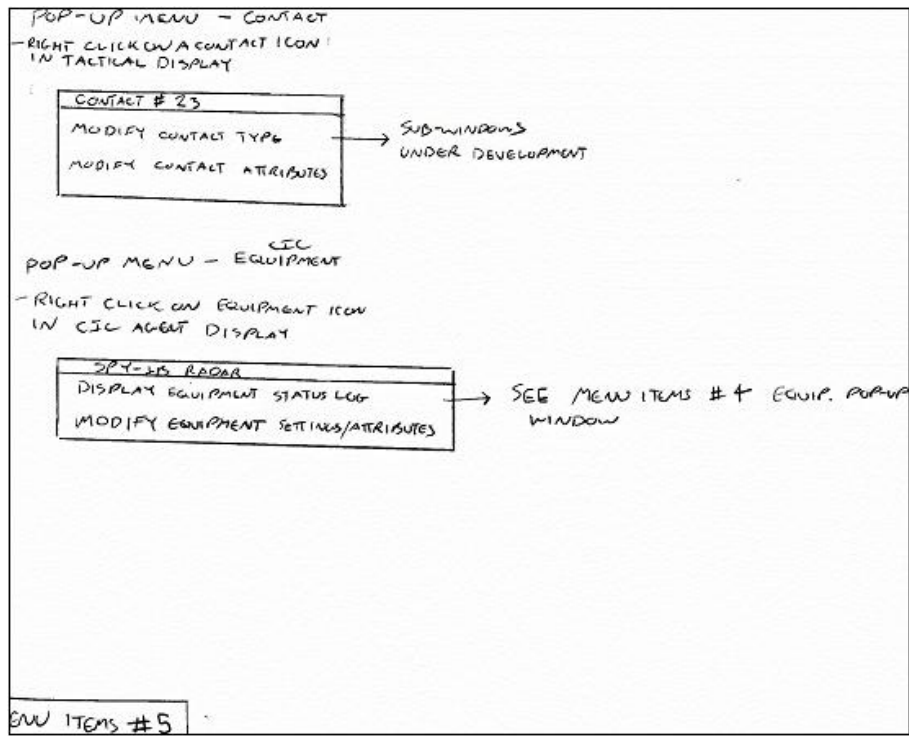 POP-UP MENU - CONTACT
- RIGHT CLICK ON A CONTACT ICON
IN TACTICAL DISPLAY
CONTACT # 23
MODIFY CONTACT TYPE
MODIFY CONTACT ATTRIBUTES
SUB-WINDOWS
UNDER DEVELOPMENT
CIC
POP-UP MENU - EQUIPMENT
- RIGHT CLICK ON EQUIPMENT ICON
IN CIC AGENT DISPLAY
SPY-1B RADAR
DISPLAY EQUIPMENT STATUS LOG
MODIFY EQUIPMENT SETTINGS/ATTRIBUTES
SEE MENU ITEMS #4 EQUIP. POP-UP
WINDOW
ENU ITEMS #5